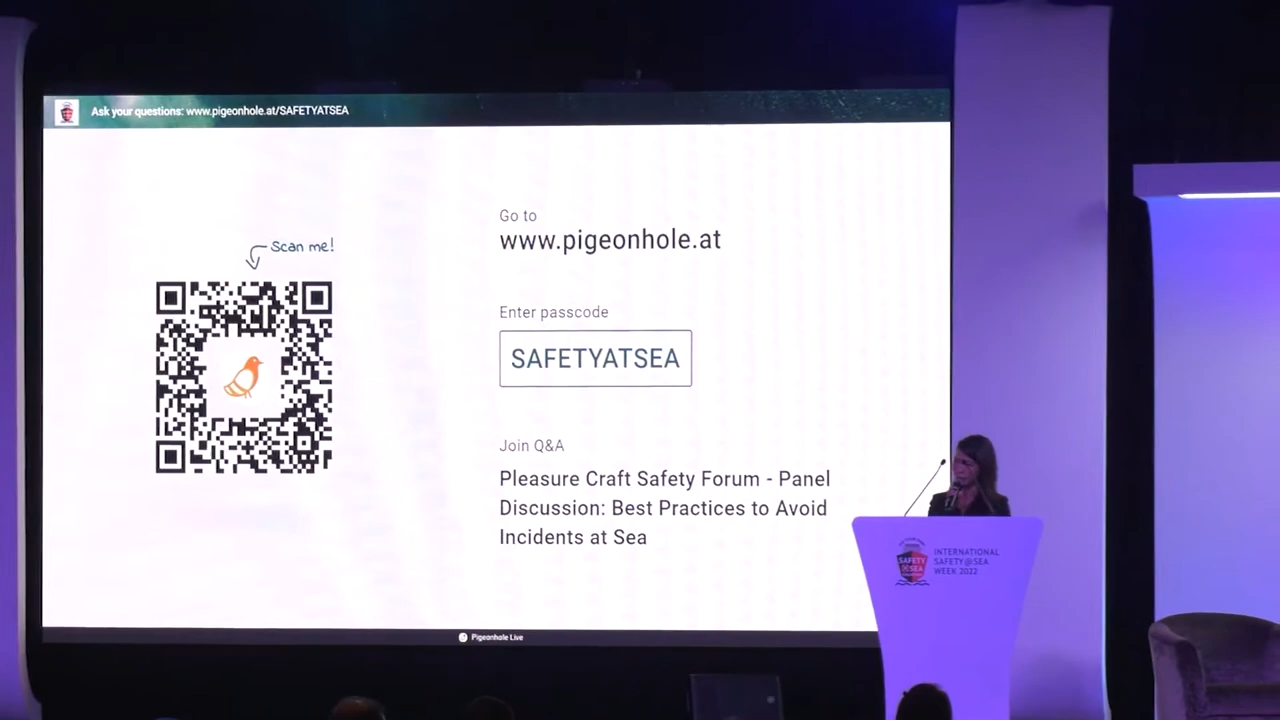 Ask your questions: www.pigeonhole.at/SAFETYATSEA
Scan me!
Go to
www.pigeonhole.at
Enter passcode
SAFETYATSEA
Join Q&A
Pleasure Craft Safety Forum - Panel
Discussion: Best Practices to Avoid
Incidents at Sea
Pigeonhole Live
SAFETY
@SEA
INTERNATIONAL
SAFETY@SEA
WEEK 2022